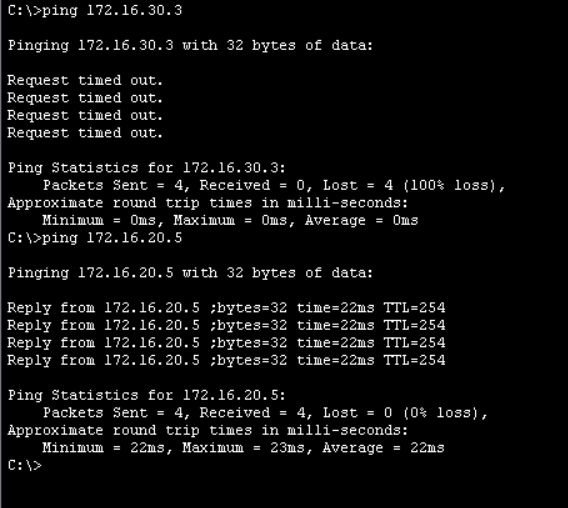 C:\>ping 172.16.30.3
Pinging 172.16.30.3 with 32 bytes of data:
Request timed out.
Request timed out.
Request timed out.
Request timed out.
Ping Statistics for 172.16.30.3:
Packets Sent = 4, Received = 0, Lost = 4 (100% loss),
Approximate round trip times in milli-seconds:
Minimum = 0ms, Maximum = 0ms, Average = 0ms
C:\>ping 172.16.20.5
Pinging 172.16.20.5 with 32 bytes of data:
Reply from 172.16.20.5 ;bytes=32 time=22ms TTL=254
Reply from 172.16.20.5 ;bytes=32 time=22ms TTL=254
Reply from 172.16.20.5 ;bytes=32 time=22ms TTL=254
Reply from 172.16.20.5 ;bytes=32 time=22ms TTL=254
Ping Statistics for 172.16.20.5:
Packets Sent = 4, Received = 4, Lost = 0 (0% loss),
Approximate round trip times in milli-seconds:
Minimum = 22ms, Maximum = 23ms, Average = 22ms
C:\>